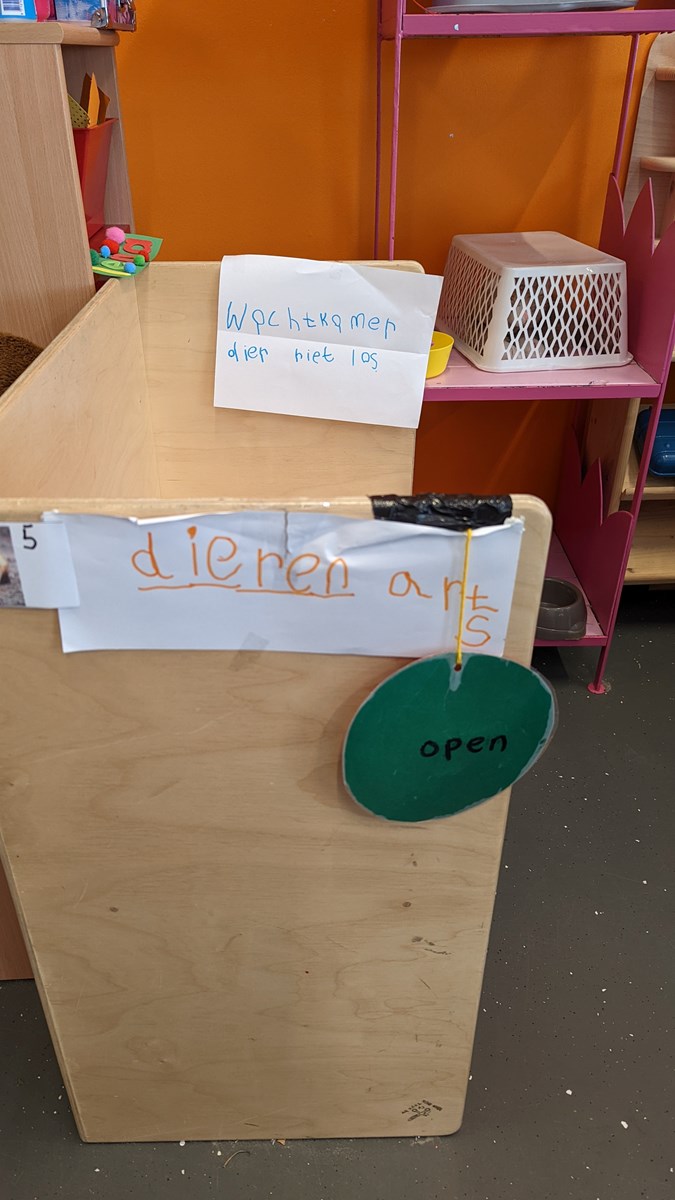 Wachtkamer
dier niet los
5
dieren arts
open